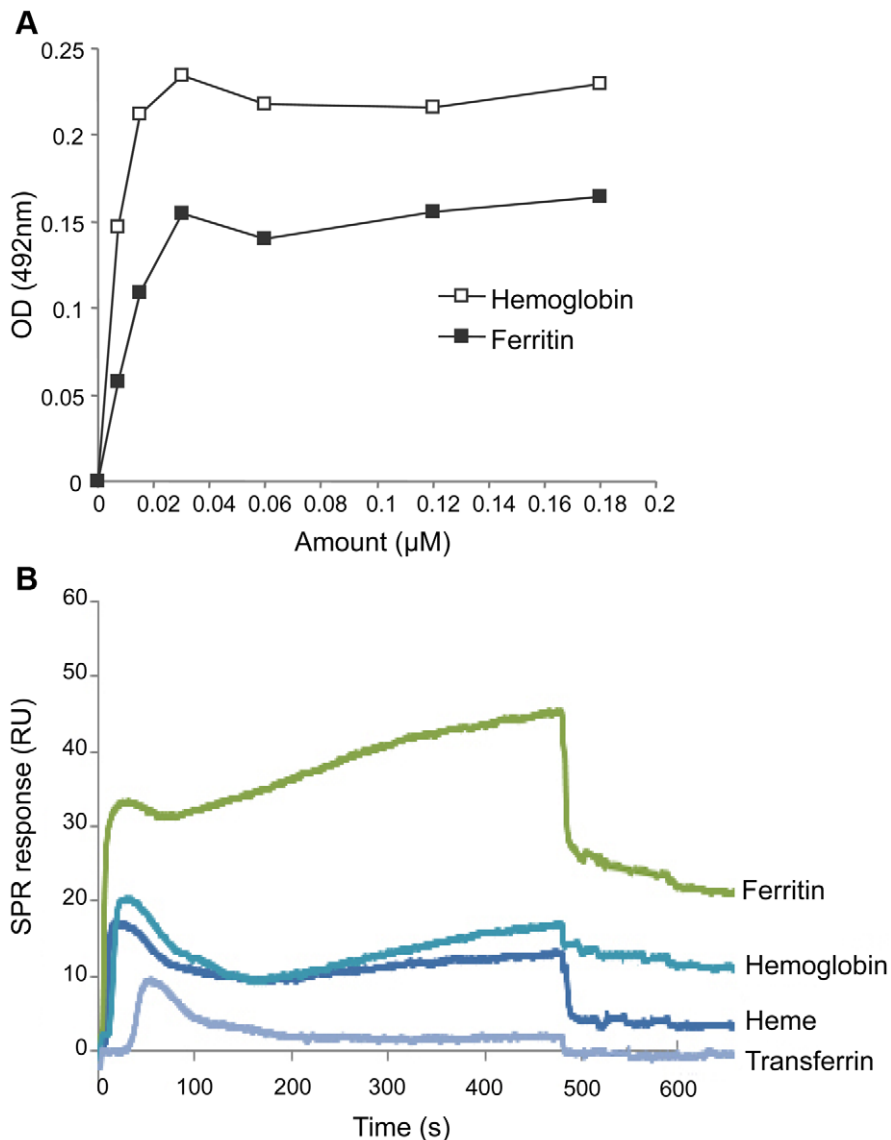 A
0.25
0.2
0.15
0.1
0.05
0
OD (492nm)
Hemoglobin
Ferritin
0 0.02 0.04 0.06 0.08 0.1 0.12 0.14 0.16 0.18 0.2
Amount (µM)
B
60
50
40
30
20
10
0
SPR response (RU)
Ferritin
Hemoglobin
Heme
Transferrin
0 100 200 300 400 500 600
Time (s)